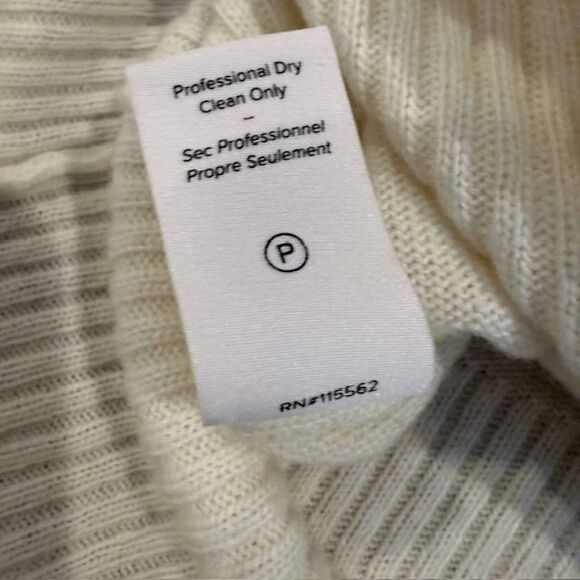 Professional Dry
Clean Only
–
Sec Professionnel
Propre Seulement
P
RN#115562